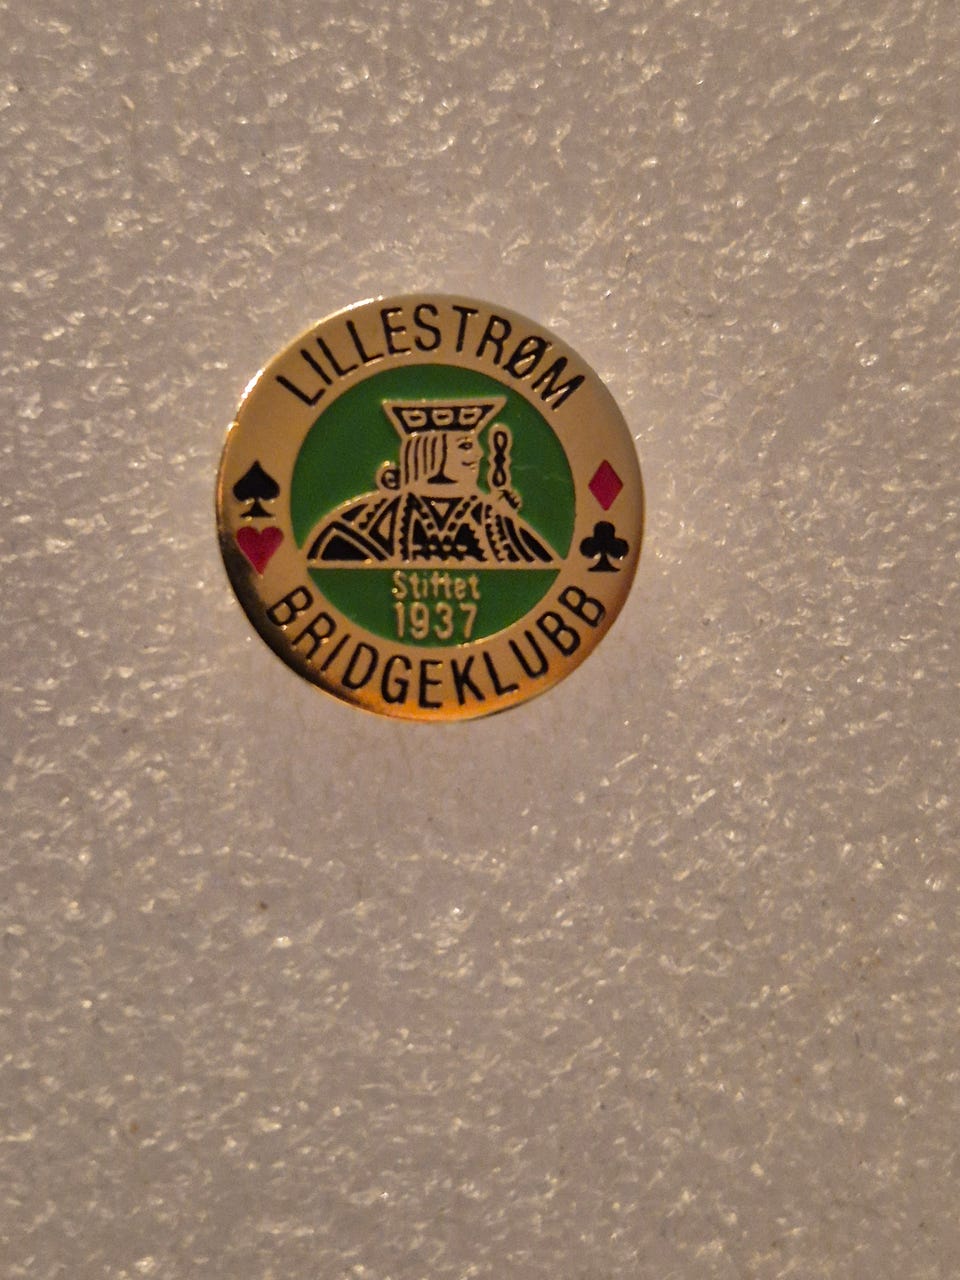 LILLESTRØM
Stiftet
1937
BRIDGEKLUBB